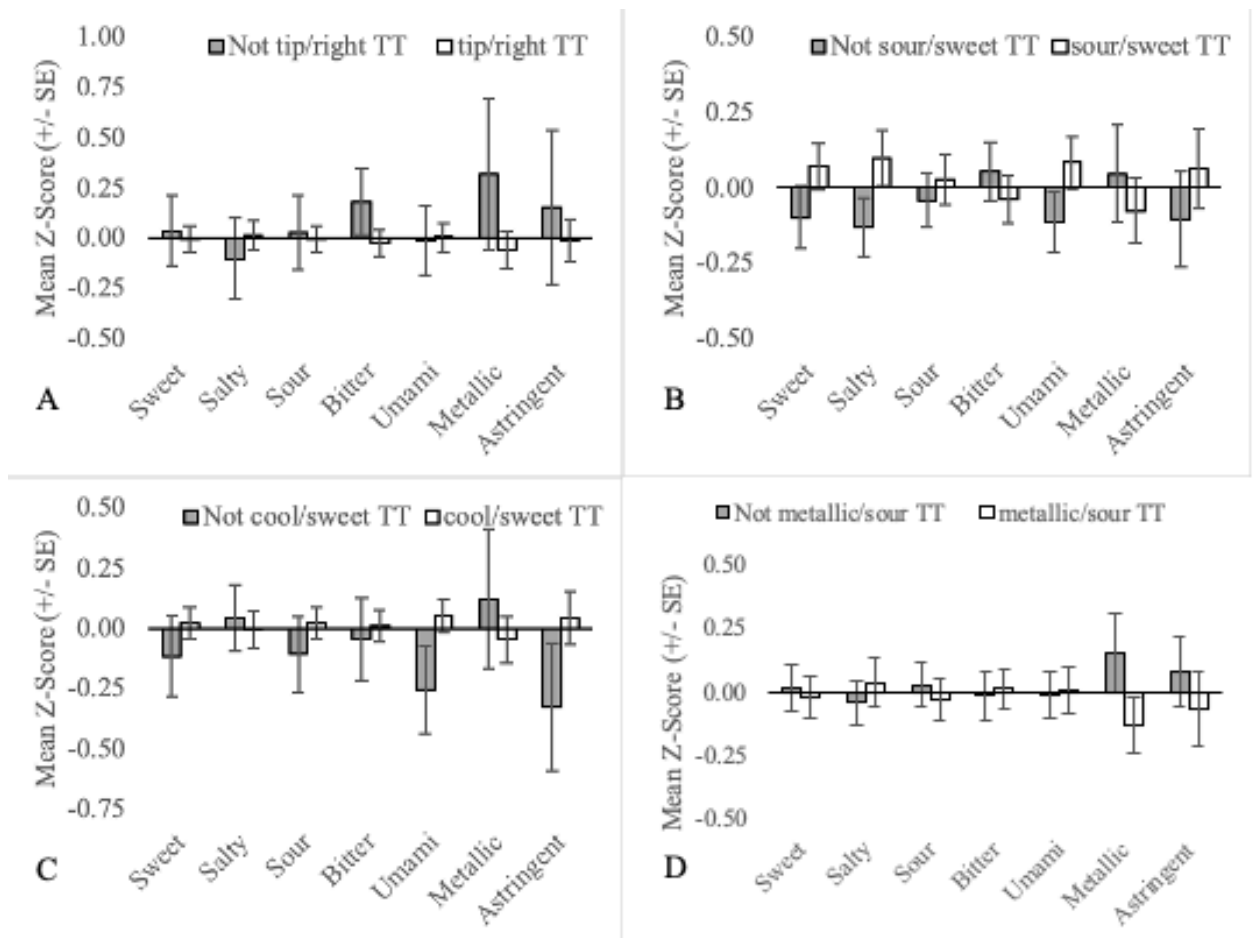 1.00
Not tip/right TT
tip/right TT
0.75
0.50
0.25
0.00
-0.25
-0.50
Mean Z-Score (+/- SE)
Sweet
Salty
Sour
Bitter
Umami
Metallic
Astringent
A
0.50
Not sour/sweet TT
sour/sweet TT
0.25
0.00
-0.25
-0.50
Mean Z-Score (+/- SE)
Sweet
Salty
Sour
Bitter
Umami
Metallic
Astringent
B
0.50
Not cool/sweet TT
cool/sweet TT
0.25
0.00
-0.25
-0.50
-0.75
Mean Z-Score (+/- SE)
Sweet
Salty
Sour
Bitter
Umami
Metallic
Astringent
C
Not metallic/sour TT
metallic/sour TT
0.50
0.25
0.00
-0.25
-0.50
Mean Z-Score (+/- SE)
Sweet
Salty
Sour
Bitter
Umami
Metallic
Astringent
D